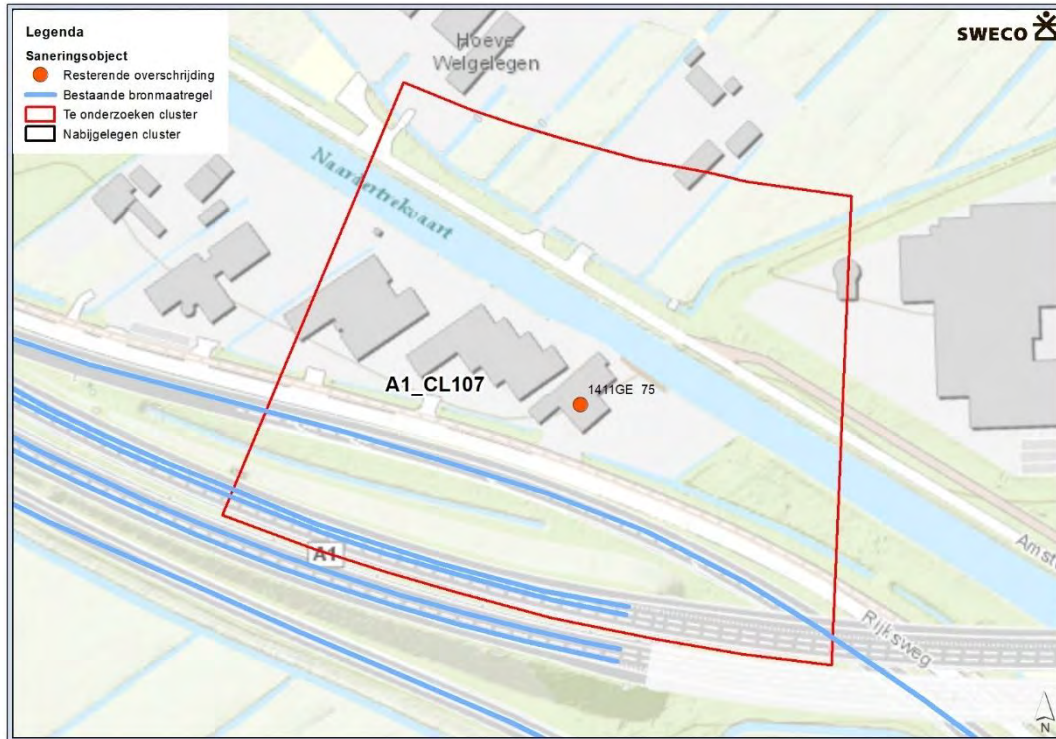 Legenda
Saneringsobject
Resterende overschrijding
Bestaande bronmaatregel
Te onderzoeken cluster
Nabijgelegen cluster
SWECO
Hoeve
Welgelegen
Naardertrekvaart
A1_CL107
1411GE 75
A1
Rijksweg
Amste
N